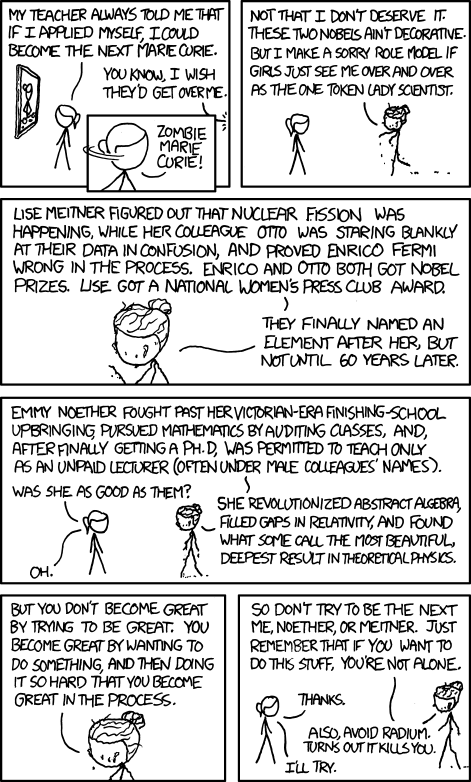 MY TEACHER ALWAYS TOLD ME THAT
IF I APPLIED MYSELF, I COULD
BECOME THE NEXT MARIE CURIE.
YOU KNOW, I WISH
THEY'D GET OVER ME.
ZOMBIE
MARIE
CURIE!
NOT THAT I DON'T DESERVE IT.
THESE TWO NOBELS AIN'T DECORATIVE.
BUT I MAKE A SORRY ROLE MODEL IF
GIRLS JUST SEE ME OVER AND OVER
AS THE ONE TOKEN LADY SCIENTIST.
LISE MEITNER FIGURED OUT THAT NUCLEAR FISSION WAS
HAPPENING, WHILE HER COLLEAGUE OTTO WAS STARING BLANKLY
AT THEIR DATA IN CONFUSION, AND PROVED ENRICO FERMI
WRONG IN THE PROCESS. ENRICO AND OTTO BOTH GOT NOBEL
PRIZES. LISE GOT A NATIONAL WOMEN'S PRESS CLUB AWARD.
THEY FINALLY NAMED AN
ELEMENT AFTER HER, BUT
NOT UNTIL 60 YEARS LATER.
EMMY NOETHER FOUGHT PAST HER VICTORIAN-ERA FINISHING-SCHOOL
UPBRINGING, PURSUED MATHEMATICS BY AUDITING CLASSES, AND,
AFTER FINALLY GETTING A PH.D, WAS PERMITTED TO TEACH ONLY
AS AN UNPAID LECTURER (OFTEN UNDER MALE COLLEAGUES' NAMES).
WAS SHE AS GOOD AS THEM?
SHE REVOLUTIONIZED ABSTRACT ALGEBRA,
FILLED GAPS IN RELATIVITY, AND FOUND
WHAT SOME CALL THE MOST BEAUTIFUL,
DEEPEST RESULT IN THEORETICAL PHYSICS.
OH.
BUT YOU DON'T BECOME GREAT
BY TRYING TO BE GREAT. YOU
BECOME GREAT BY WANTING TO
DO SOMETHING, AND THEN DOING
IT SO HARD THAT YOU BECOME
GREAT IN THE PROCESS.
SO DON'T TRY TO BE THE NEXT
ME, NOETHER, OR MEITNER. JUST
REMEMBER THAT IF YOU WANT TO
DO THIS STUFF, YOU'RE NOT ALONE.
THANKS.
ALSO, AVOID RADIUM.
TURNS OUT IT KILLS YOU.
I'LL TRY.